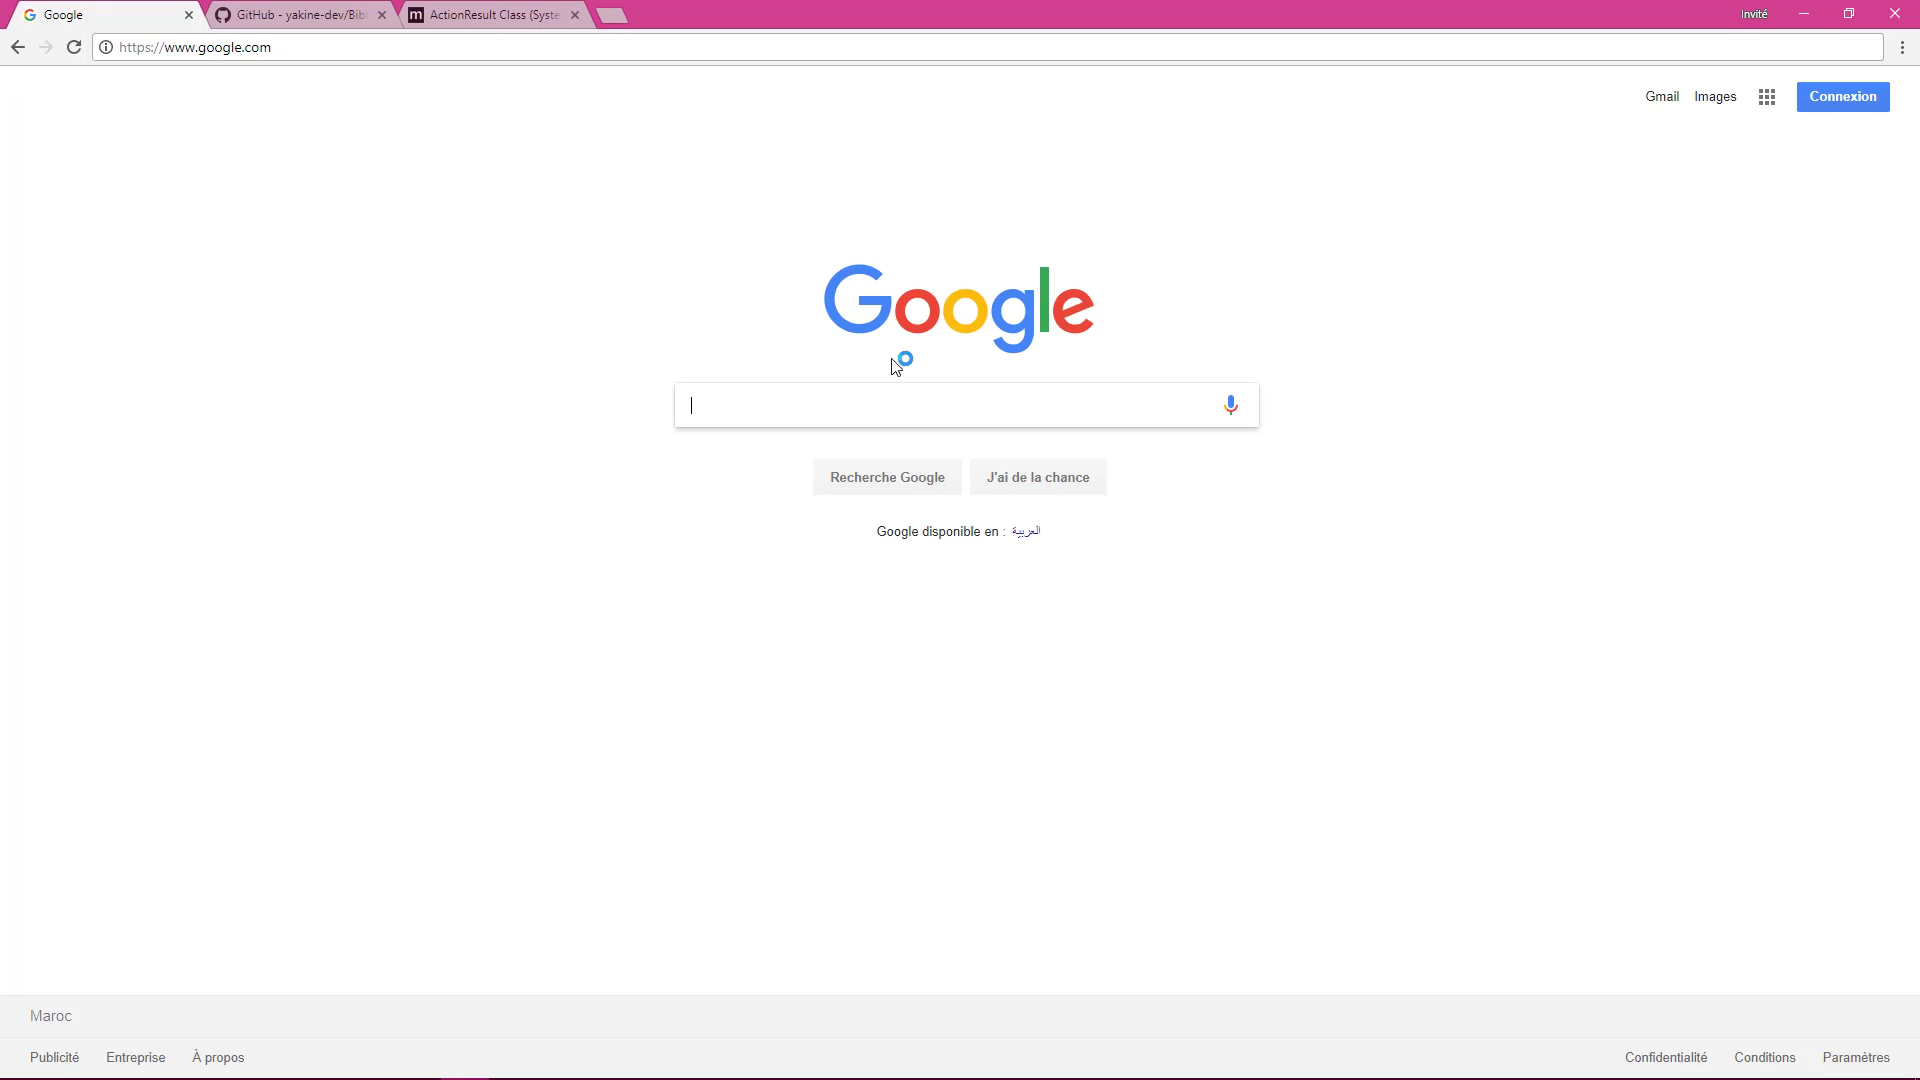 Google
GitHub - yakine-dev/Bib
ActionResult Class (Syste
Invité
https://www.google.com
Gmail
Images
Connexion
Google
Recherche Google
J'ai de la chance
Google disponible en : العربية
Maroc
Publicité
Entreprise
À propos
Confidentialité
Conditions
Paramètres